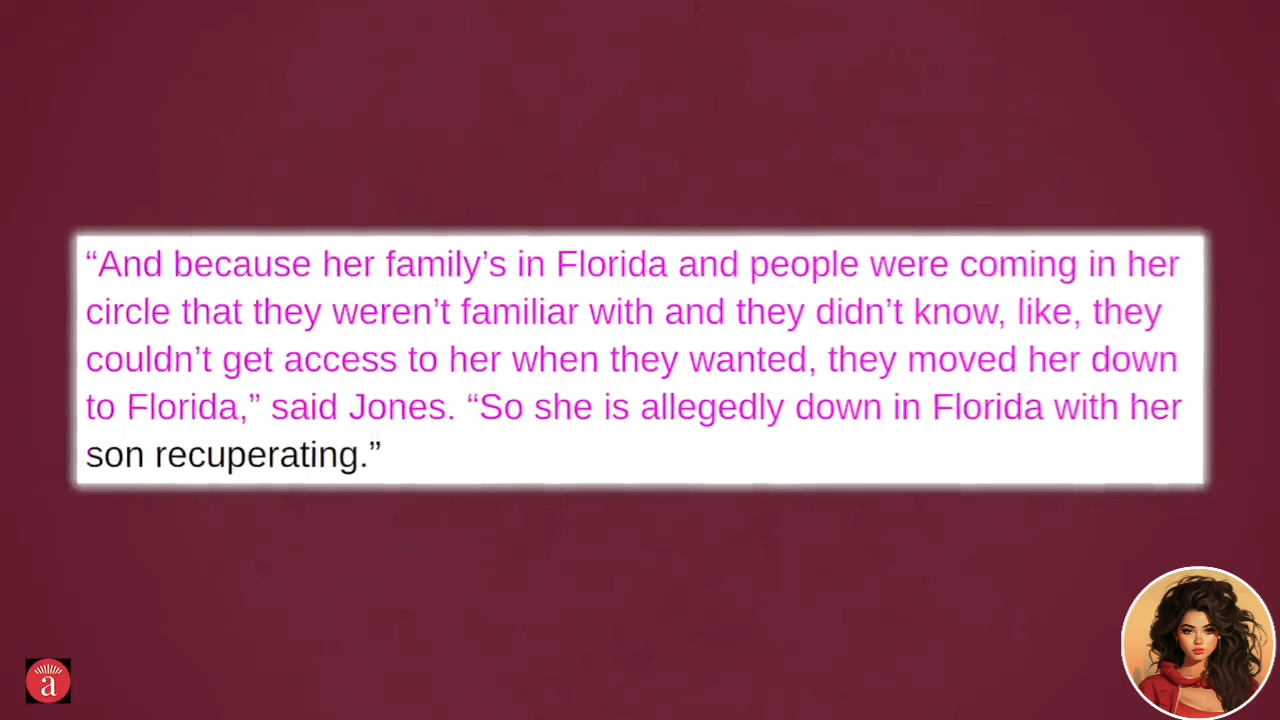 “And because her family’s in Florida and people were coming in her
circle that they weren’t familiar with and they didn’t know, like, they
couldn’t get access to her when they wanted, they moved her down
to Florida,” said Jones. “So she is allegedly down in Florida with her
son recuperating.”
a